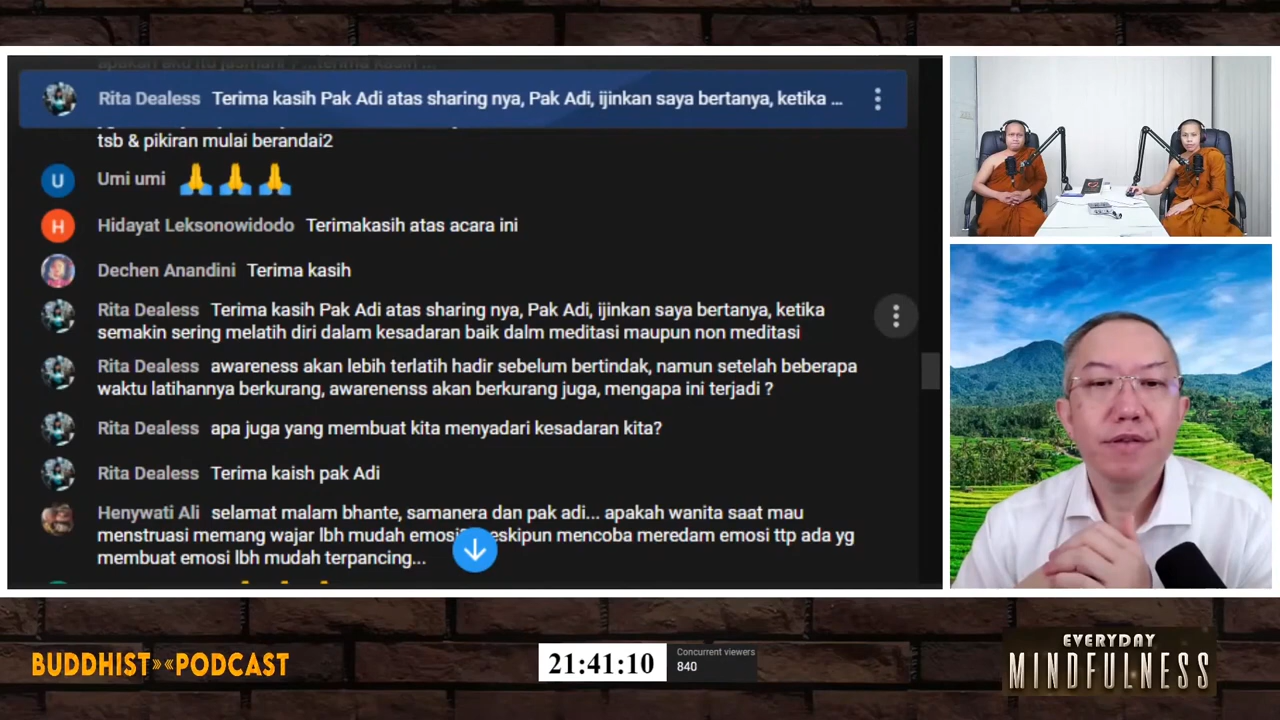 apakah aku itu jasmani ? ...terima kasih ...
Rita Dealess Terima kasih Pak Adi atas sharing nya, Pak Adi, ijinkan saya bertanya, ketika ...
tsb & pikiran mulai berandai2
U Umi umi 🙏🙏🙏
H Hidayat Leksonowidodo Terimakasih atas acara ini
Dechen Anandini Terima kasih
Rita Dealess Terima kasih Pak Adi atas sharing nya, Pak Adi, ijinkan saya bertanya, ketika
semakin sering melatih diri dalam kesadaran baik dalm meditasi maupun non meditasi
Rita Dealess awareness akan lebih terlatih hadir sebelum bertindak, namun setelah beberapa
waktu latihannya berkurang, awarenenss akan berkurang juga, mengapa ini terjadi ?
Rita Dealess apa juga yang membuat kita menyadari kesadaran kita?
Rita Dealess Terima kaish pak Adi
Henywati Ali selamat malam bhante, samanera dan pak adi... apakah wanita saat mau
menstruasi memang wajar lbh mudah emosi meredam emosi ttp ada yg
membuat emosi lbh mudah terpancing...
BUDDHIST»«PODCAST
21:41:10
Concurrent viewers
840
EVERYDAY
MINDFULNESS